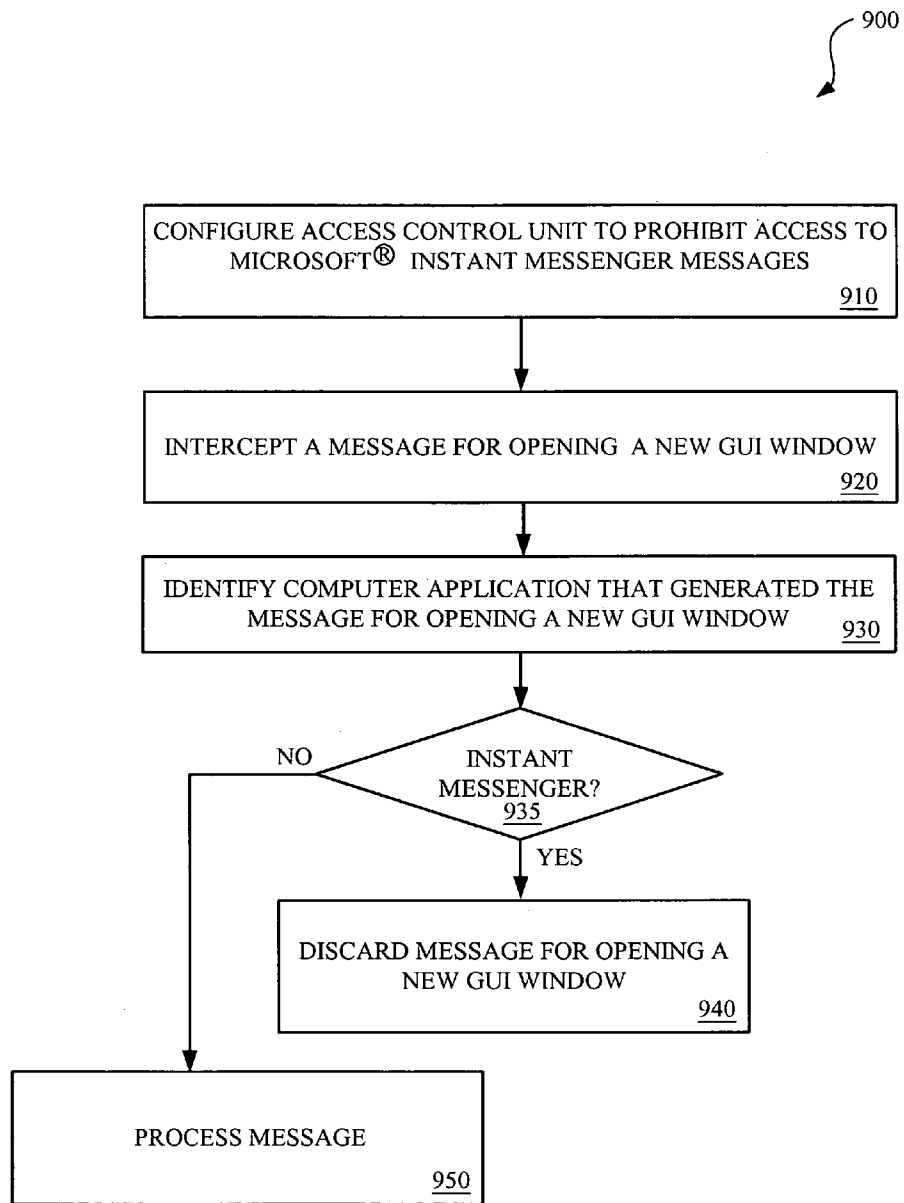 900
CONFIGURE ACCESS CONTROL UNIT TO PROHIBIT ACCESS TO
MICROSOFT® INSTANT MESSENGER MESSAGES
910
INTERCEPT A MESSAGE FOR OPENING A NEW GUI WINDOW
920
IDENTIFY COMPUTER APPLICATION THAT GENERATED THE
MESSAGE FOR OPENING A NEW GUI WINDOW
930
NO
INSTANT
MESSENGER?
935
YES
DISCARD MESSAGE FOR OPENING A
NEW GUI WINDOW
940
PROCESS MESSAGE
950